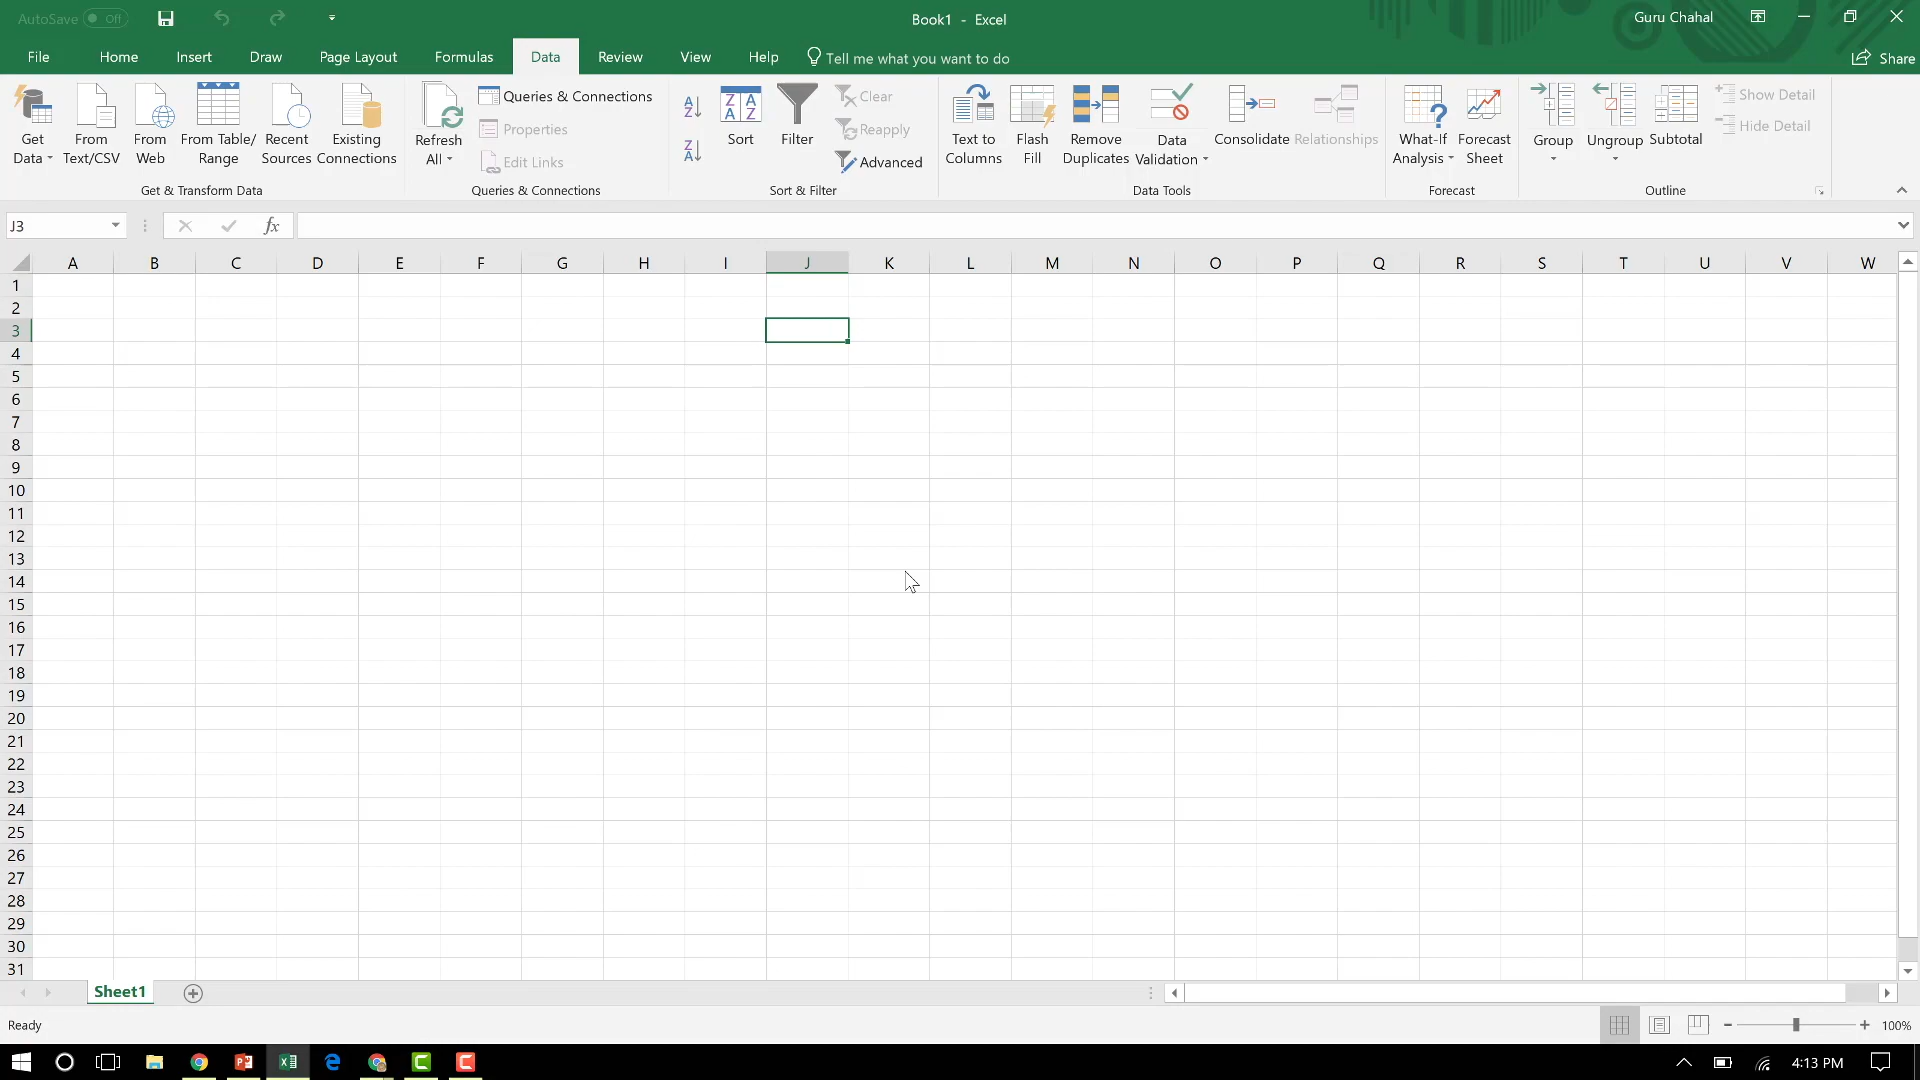 AutoSave Off
Book1 - Excel
Guru Chahal
File Home Insert Draw Page Layout Formulas Data Review View Help Tell me what you want to do Share
Get Data
From Text/CSV
From Web
From Table/ Range
Recent Sources
Existing Connections
Get & Transform Data
Refresh All
Queries & Connections
Properties
Edit Links
Queries & Connections
Sort
Filter
Clear
Reapply
Advanced
Sort & Filter
Text to Columns
Flash Fill
Remove Duplicates
Data Validation
Consolidate
Relationships
Data Tools
What-If Analysis
Forecast Sheet
Forecast
Group
Ungroup
Subtotal
Show Detail
Hide Detail
Outline
J3
fx
A B C D E F G H I J K L M N O P Q R S T U V W
1
2
3
4
5
6
7
8
9
10
11
12
13
14
15
16
17
18
19
20
21
22
23
24
25
26
27
28
29
30
31
Sheet1
Ready
100%
4:13 PM